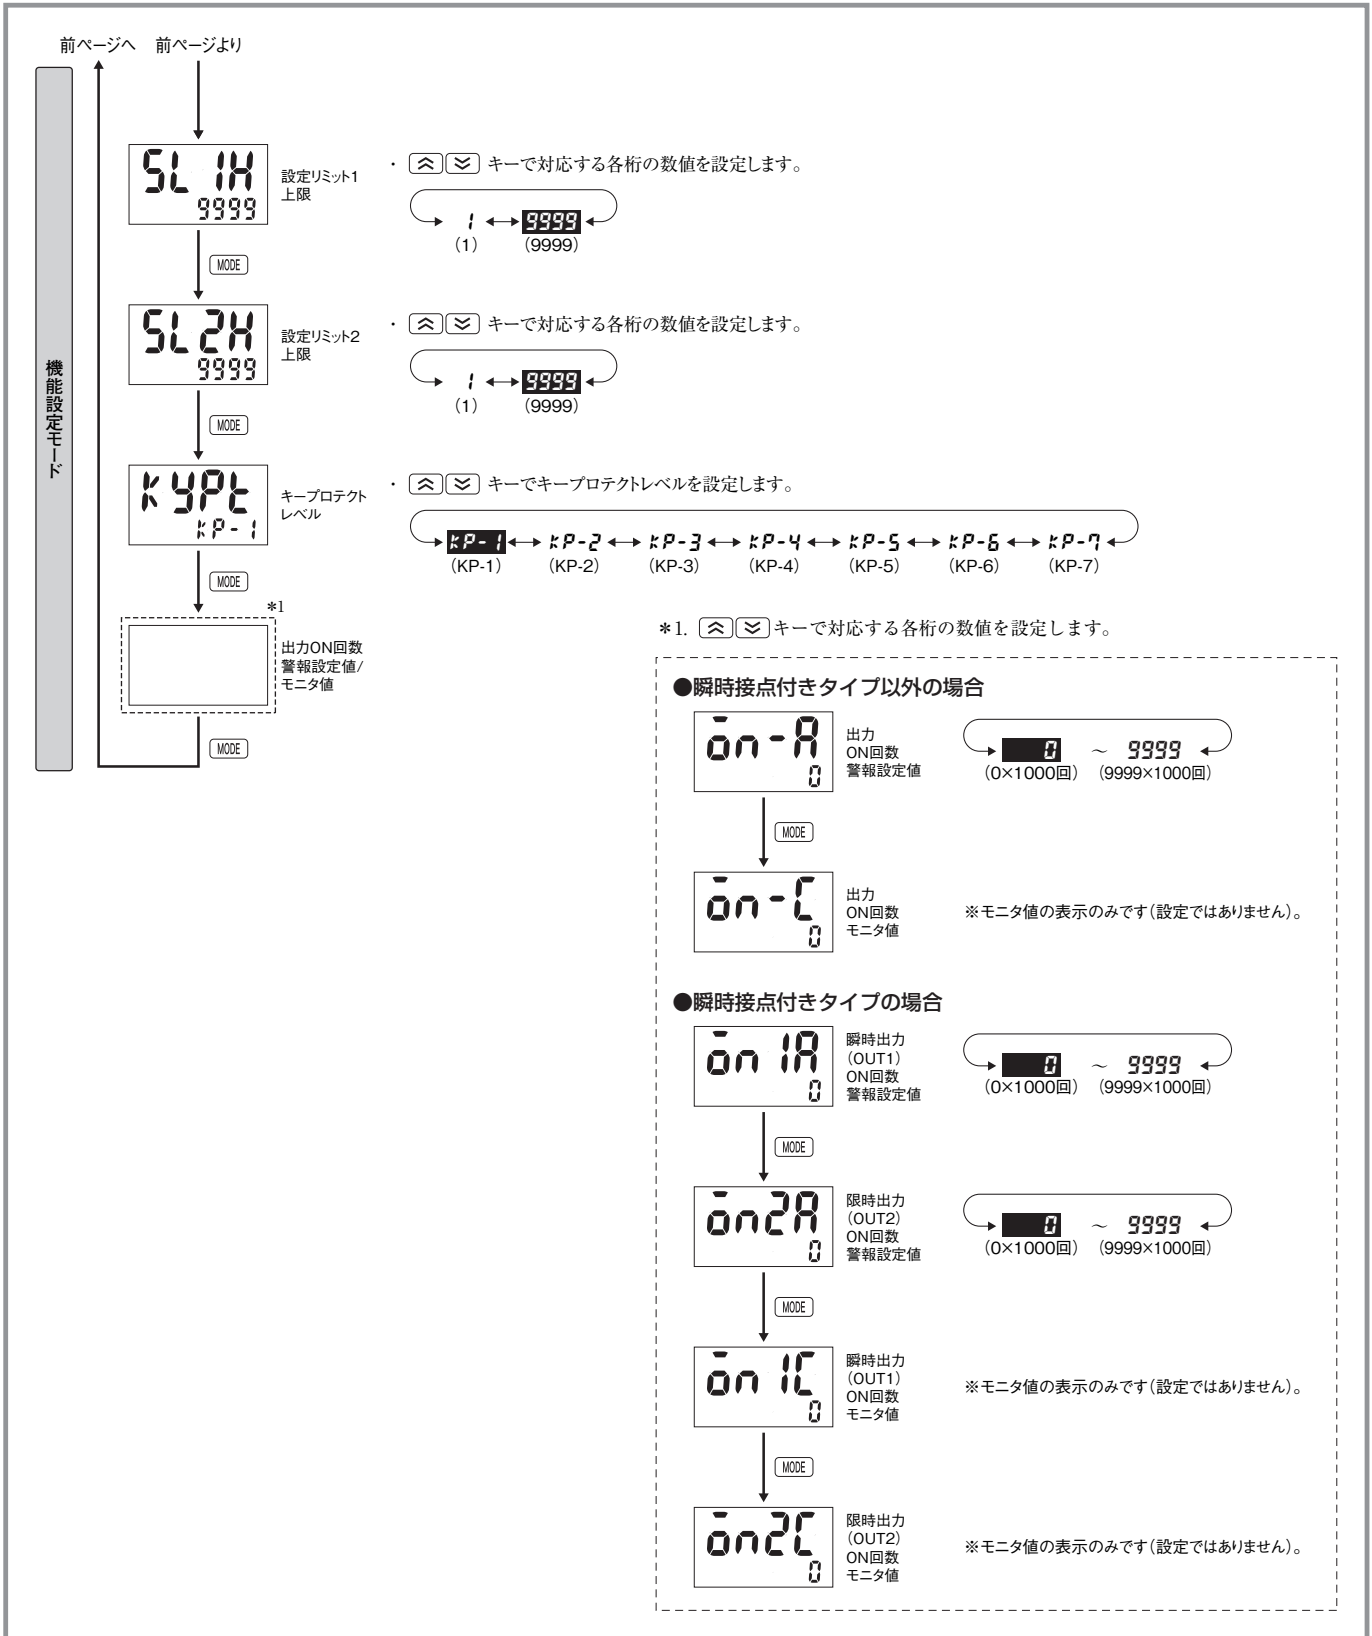 前ページへ 前ページより
機能設定モード
SL 1H
9999
設定リミット1
上限
・ キーで対応する各桁の数値を設定します。
1 9999
(1) (9999)
MODE
SL2H
9999
設定リミット2
上限
・ キーで対応する各桁の数値を設定します。
1 9999
(1) (9999)
MODE
KYPt
KP-1
キープロテクト
レベル
・ キーでキープロテクトレベルを設定します。
KP-1 KP-2 KP-3 KP-4 KP-5 KP-6 KP-7
(KP-1) (KP-2) (KP-3) (KP-4) (KP-5) (KP-6) (KP-7)
MODE
*1
出力ON回数
警報設定値/
モニタ値
MODE
*1. キーで対応する各桁の数値を設定します。
●瞬時接点付きタイプ以外の場合
on-A
0
出力
ON回数
警報設定値
0 ~ 9999
(0×1000回) (9999×1000回)
MODE
on-C
0
出力
ON回数
モニタ値
※モニタ値の表示のみです(設定ではありません)。
●瞬時接点付きタイプの場合
on1A
0
瞬時出力
(OUT1)
ON回数
警報設定値
0 ~ 9999
(0×1000回) (9999×1000回)
MODE
on2A
0
限時出力
(OUT2)
ON回数
警報設定値
0 ~ 9999
(0×1000回) (9999×1000回)
MODE
on1C
0
瞬時出力
(OUT1)
ON回数
モニタ値
※モニタ値の表示のみです(設定ではありません)。
MODE
on2C
0
限時出力
(OUT2)
ON回数
モニタ値
※モニタ値の表示のみです(設定ではありません)。